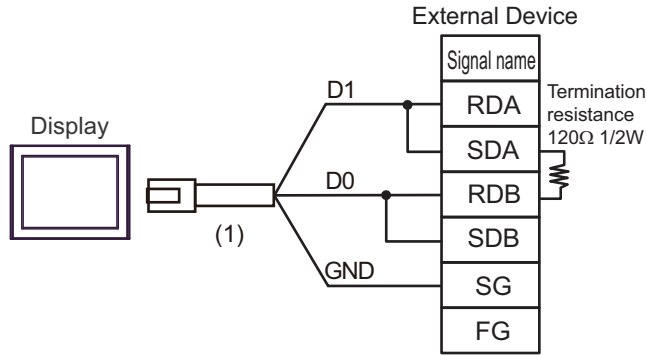 External Device
Signal name
D1
RDA
Termination
resistance
120Ω 1/2W
Display
SDA
D0
RDB
(1)
SDB
GND
SG
FG